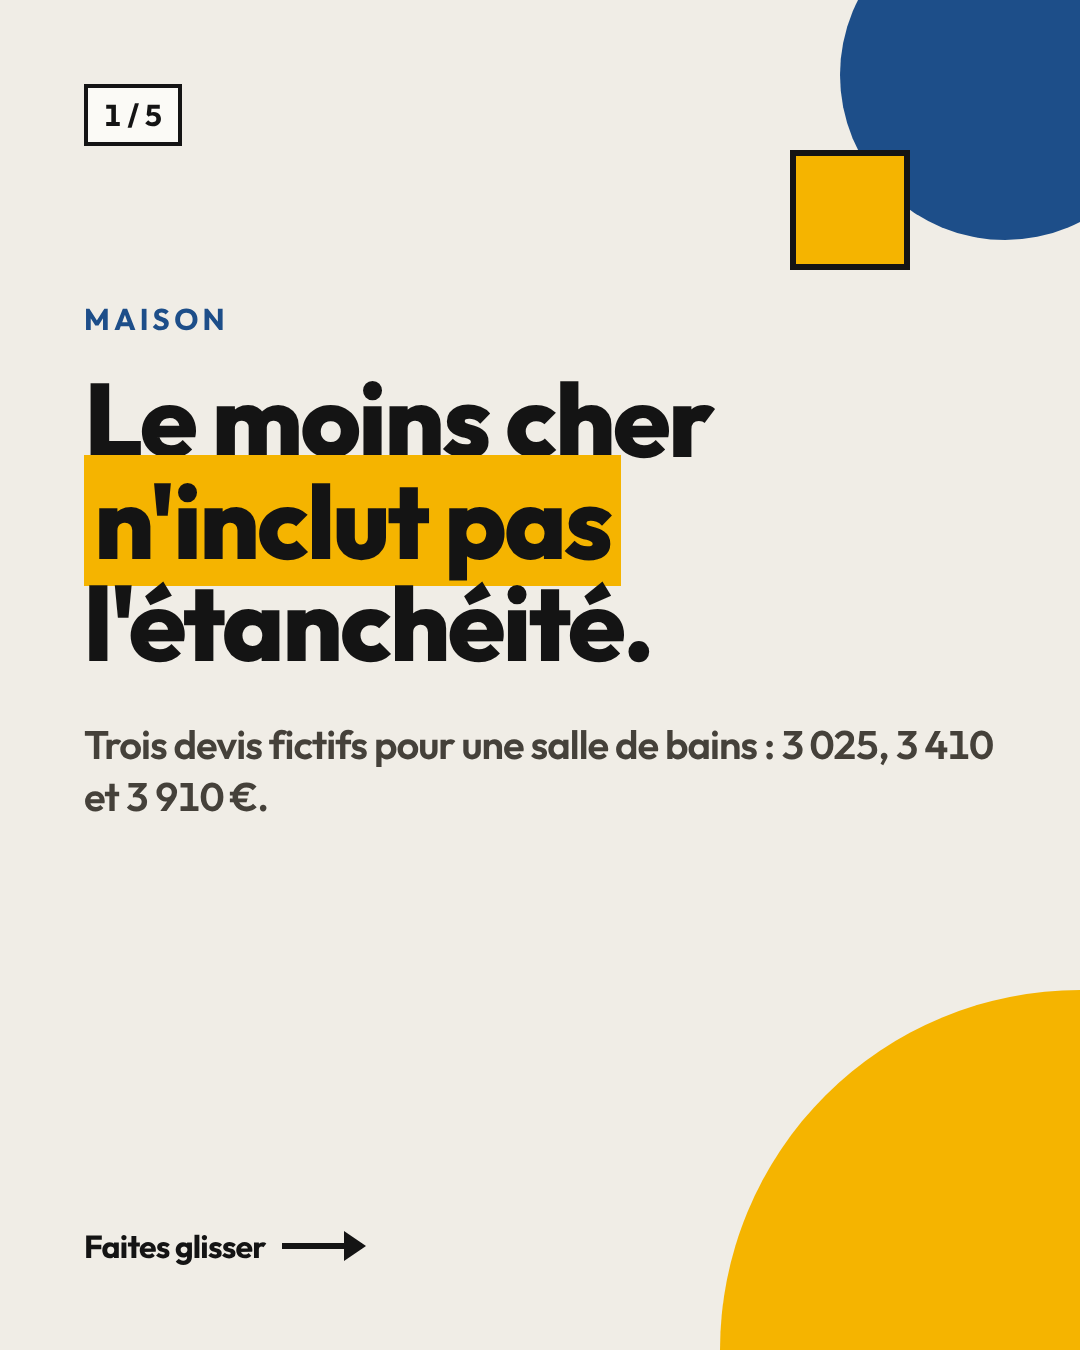 1 / 5
MAISON
Le moins cher
n'inclut pas
l'étanchéité.
Trois devis fictifs pour une salle de bains : 3 025, 3 410
et 3 910 €.
Faites glisser